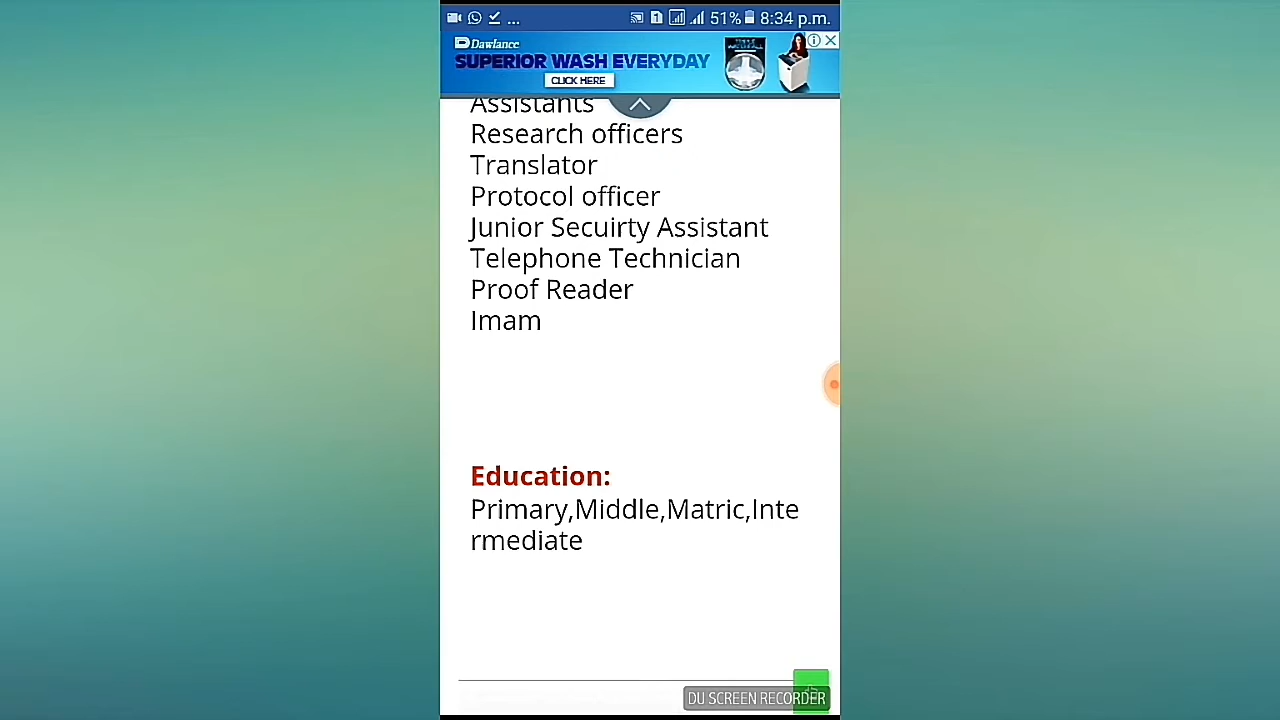 ... 51% 8:34 p.m.
Dawlance
SUPERIOR WASH EVERYDAY
CLICK HERE
Assistants
Research officers
Translator
Protocol officer
Junior Secuirty Assistant
Telephone Technician
Proof Reader
Imam
Education:
Primary,Middle,Matric,Inte
rmediate
DU SCREEN RECORDER